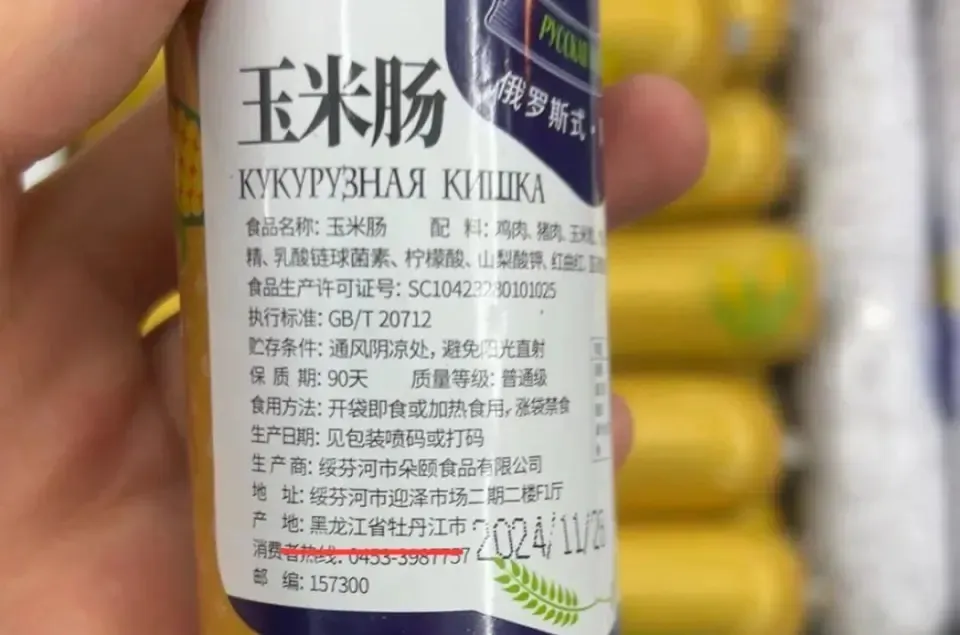 РУССКИЙ
俄罗斯式·
玉米肠
КУКУРУЗНАЯ КИШКА
食品名称: 玉米肠 配 料: 鸡肉、猪肉、玉米
精、乳酸链球菌素、柠檬酸、山梨酸钾、红曲红、
食品生产许可证号: SC10423230101025
执行标准: GB/T 20712
贮存条件: 通风阴凉处, 避免阳光直射
保 质 期: 90天 质量等级: 普通级
食用方法: 开袋即食或加热食用, 涨袋禁食
生产日期: 见包装喷码或打码
生 产 商: 绥芬河市朵颐食品有限公司
地 址: 绥芬河市迎泽市场二期二楼F1厅
产 地: 黑龙江省牡丹江市 2024/11/26
消费者热线: 0453-3987757
邮 编: 157300